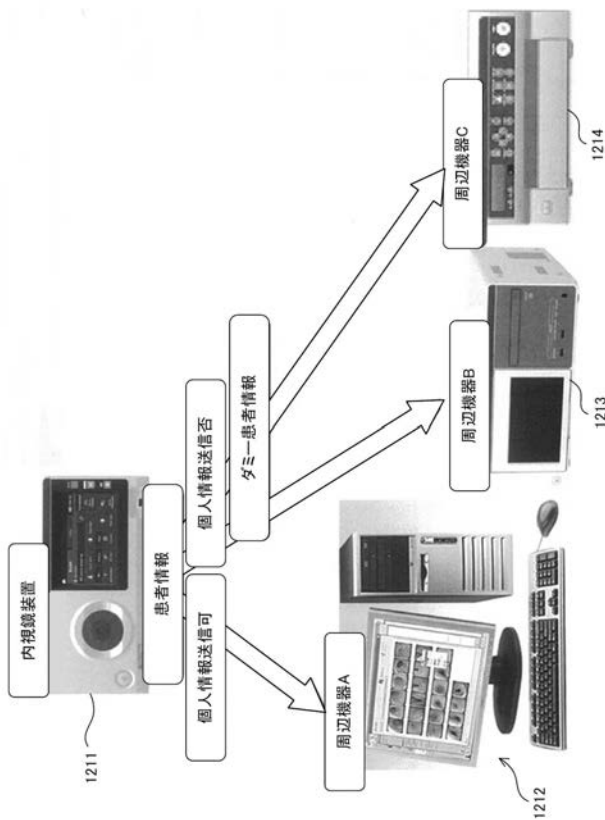 内視鏡装置
1211
患者情報
個人情報送信可
個人情報送信否
ダミー患者情報
周辺機器A
1212
周辺機器B
1213
周辺機器C
1214